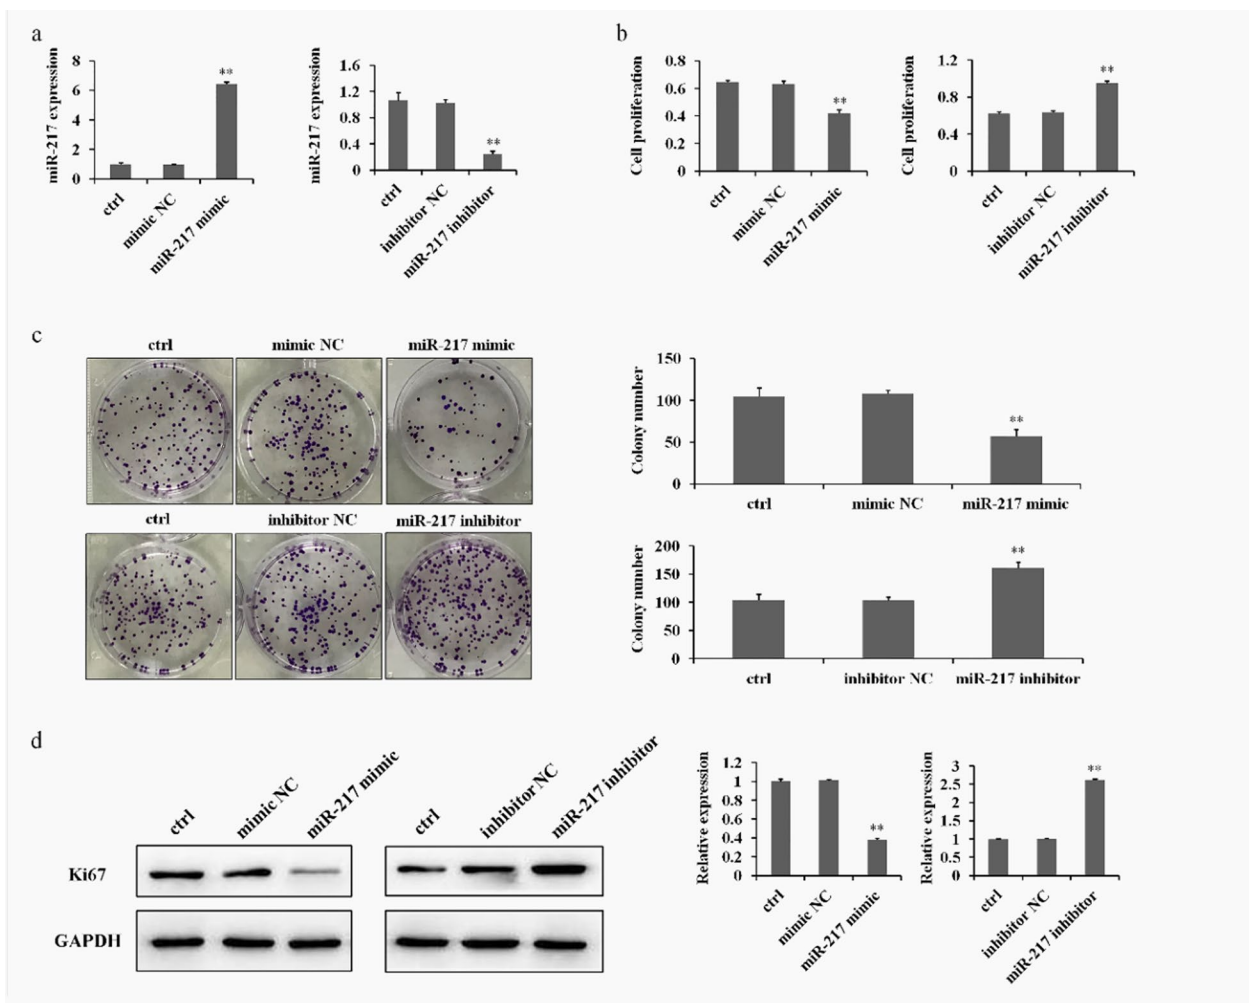 a
miR-217 expression
8
6
4
2
0
**
ctrl
mimic NC
miR-217 mimic
miR-217 expression
1.6
1.2
0.8
0.4
0
**
ctrl
inhibitor NC
miR-217 inhibitor
b
Cell proliferation
0.8
0.6
0.4
0.2
0
**
ctrl
mimic NC
miR-217 mimic
Cell proliferation
1.2
0.8
0.4
0
**
ctrl
inhibitor NC
miR-217 inhibitor
c
ctrl mimic NC miR-217 mimic
ctrl inhibitor NC miR-217 inhibitor
Colony number
150
100
50
0
**
ctrl mimic NC miR-217 mimic
Colony number
200
150
100
50
0
**
ctrl inhibitor NC miR-217 inhibitor
d
ctrl
mimic NC
miR-217 mimic
ctrl
inhibitor NC
miR-217 inhibitor
Ki67
GAPDH
Relative expression
1.2
1
0.8
0.6
0.4
0.2
0
**
ctrl
mimic NC
miR-217 mimic
Relative expression
3
2.5
2
1.5
1
0.5
0
**
ctrl
inhibitor NC
miR-217 inhibitor